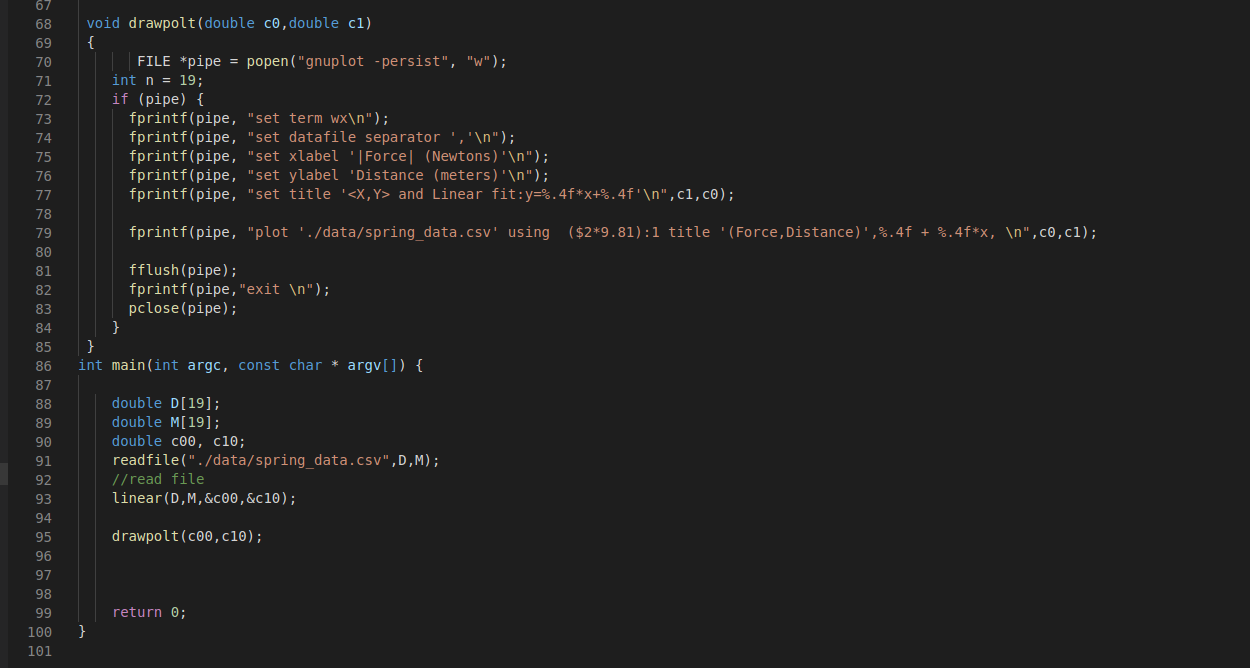 67
68 void drawpolt(double c0,double c1)
69 {
70 FILE *pipe = popen("gnuplot -persist", "w");
71 int n = 19;
72 if (pipe) {
73 fprintf(pipe, "set term wx\n");
74 fprintf(pipe, "set datafile separator ','\n");
75 fprintf(pipe, "set xlabel '|Force| (Newtons)'\n");
76 fprintf(pipe, "set ylabel 'Distance (meters)'\n");
77 fprintf(pipe, "set title '<X,Y> and Linear fit:y=%.4f*x+%.4f'\n",c1,c0);
78
79 fprintf(pipe, "plot './data/spring_data.csv' using  ($2*9.81):1 title '(Force,Distance)',%.4f + %.4f*x, \n",c0,c1);
80
81 fflush(pipe);
82 fprintf(pipe,"exit \n");
83 pclose(pipe);
84 }
85 }
86 int main(int argc, const char * argv[]) {
87
88 double D[19];
89 double M[19];
90 double c00, c10;
91 readfile("./data/spring_data.csv",D,M);
92 //read file
93 linear(D,M,&c00,&c10);
94
95 drawpolt(c00,c10);
96
97
98
99 return 0;
100 }
101